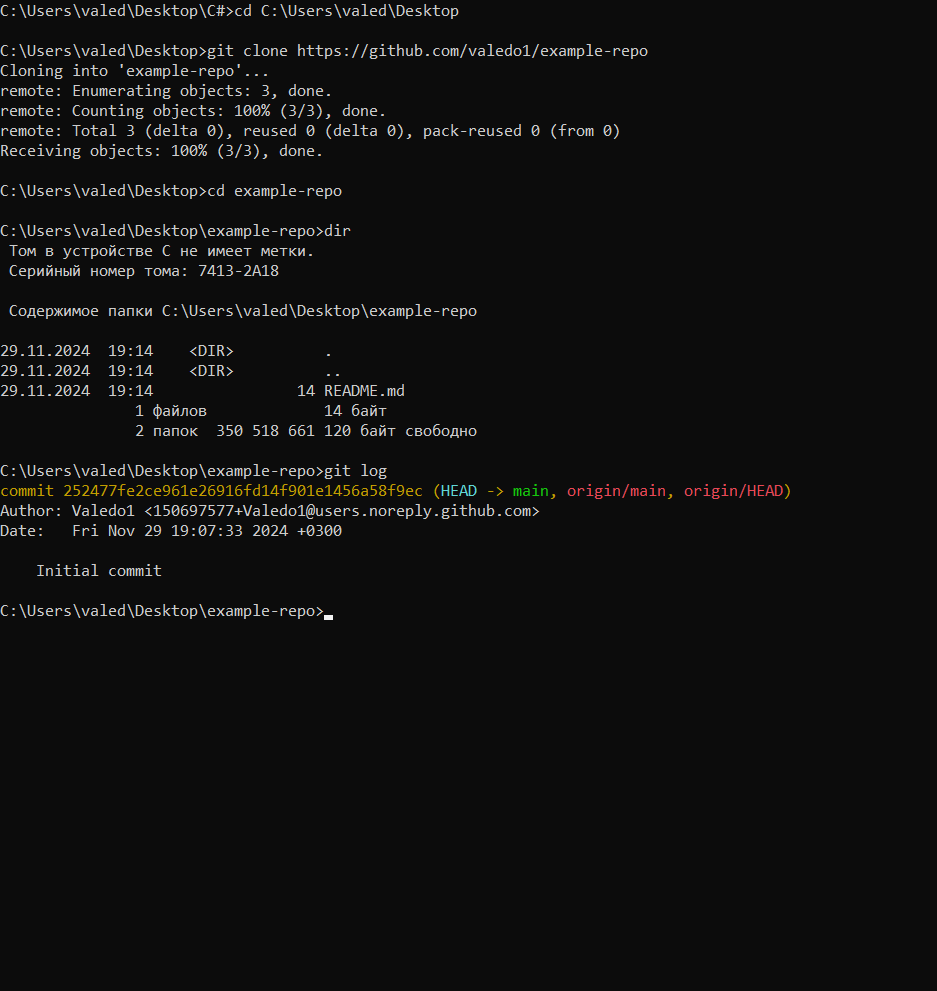 C:\Users\valed\Desktop\C#>cd C:\Users\valed\Desktop
C:\Users\valed\Desktop>git clone https://github.com/valedo1/example-repo
Cloning into 'example-repo'...
remote: Enumerating objects: 3, done.
remote: Counting objects: 100% (3/3), done.
remote: Total 3 (delta 0), reused 0 (delta 0), pack-reused 0 (from 0)
Receiving objects: 100% (3/3), done.
C:\Users\valed\Desktop>cd example-repo
C:\Users\valed\Desktop\example-repo>dir
 Том в устройстве C не имеет метки.
 Серийный номер тома: 7413-2A18
 Содержимое папки C:\Users\valed\Desktop\example-repo
29.11.2024  19:14    <DIR>          .
29.11.2024  19:14    <DIR>          ..
29.11.2024  19:14                14 README.md
               1 файлов             14 байт
               2 папок  350 518 661 120 байт свободно
C:\Users\valed\Desktop\example-repo>git log
commit 252477fe2ce961e26916fd14f901e1456a58f9ec (HEAD -> main, origin/main, origin/HEAD)
Author: Valedo1 <150697577+Valedo1@users.noreply.github.com>
Date:   Fri Nov 29 19:07:33 2024 +0300
    Initial commit
C:\Users\valed\Desktop\example-repo>